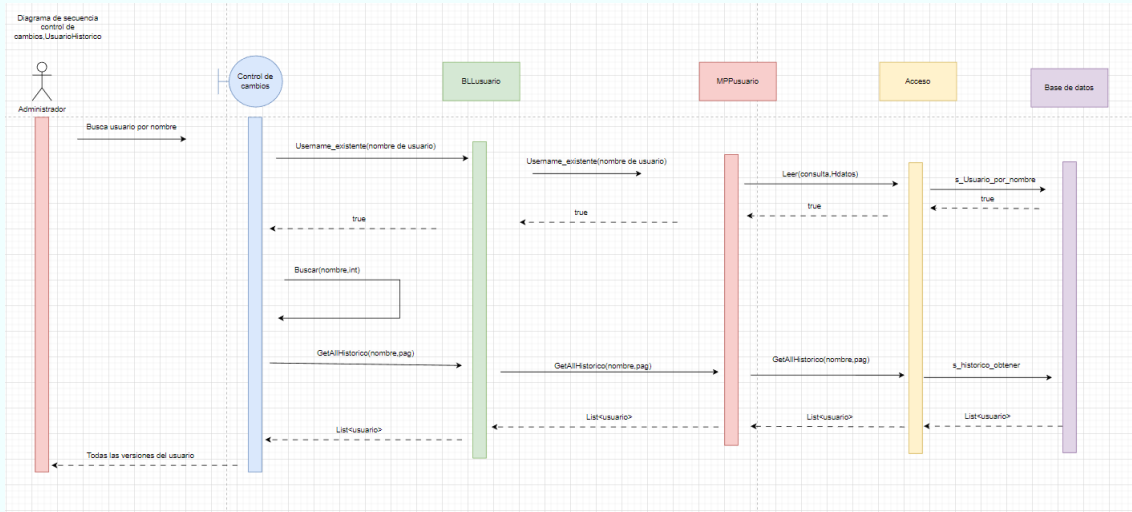 Diagrama de secuencia
control de
cambios,UsuarioHistorico
Administrador
Control de
cambios
BLLusuario
MPPusuario
Acceso
Base de datos
Busca usuario por nombre
Username_existente(nombre de usuario)
Username_existente(nombre de usuario)
Leer(consulta,Hdatos)
s_Usuario_por_nombre
true
true
true
true
Buscar(nombre,int)
GetAllHistorico(nombre,pag)
GetAllHistorico(nombre,pag)
GetAllHistorico(nombre,pag)
s_historico_obtener
List<usuario>
List<usuario>
List<usuario>
List<usuario>
Todas las versiones del usuario